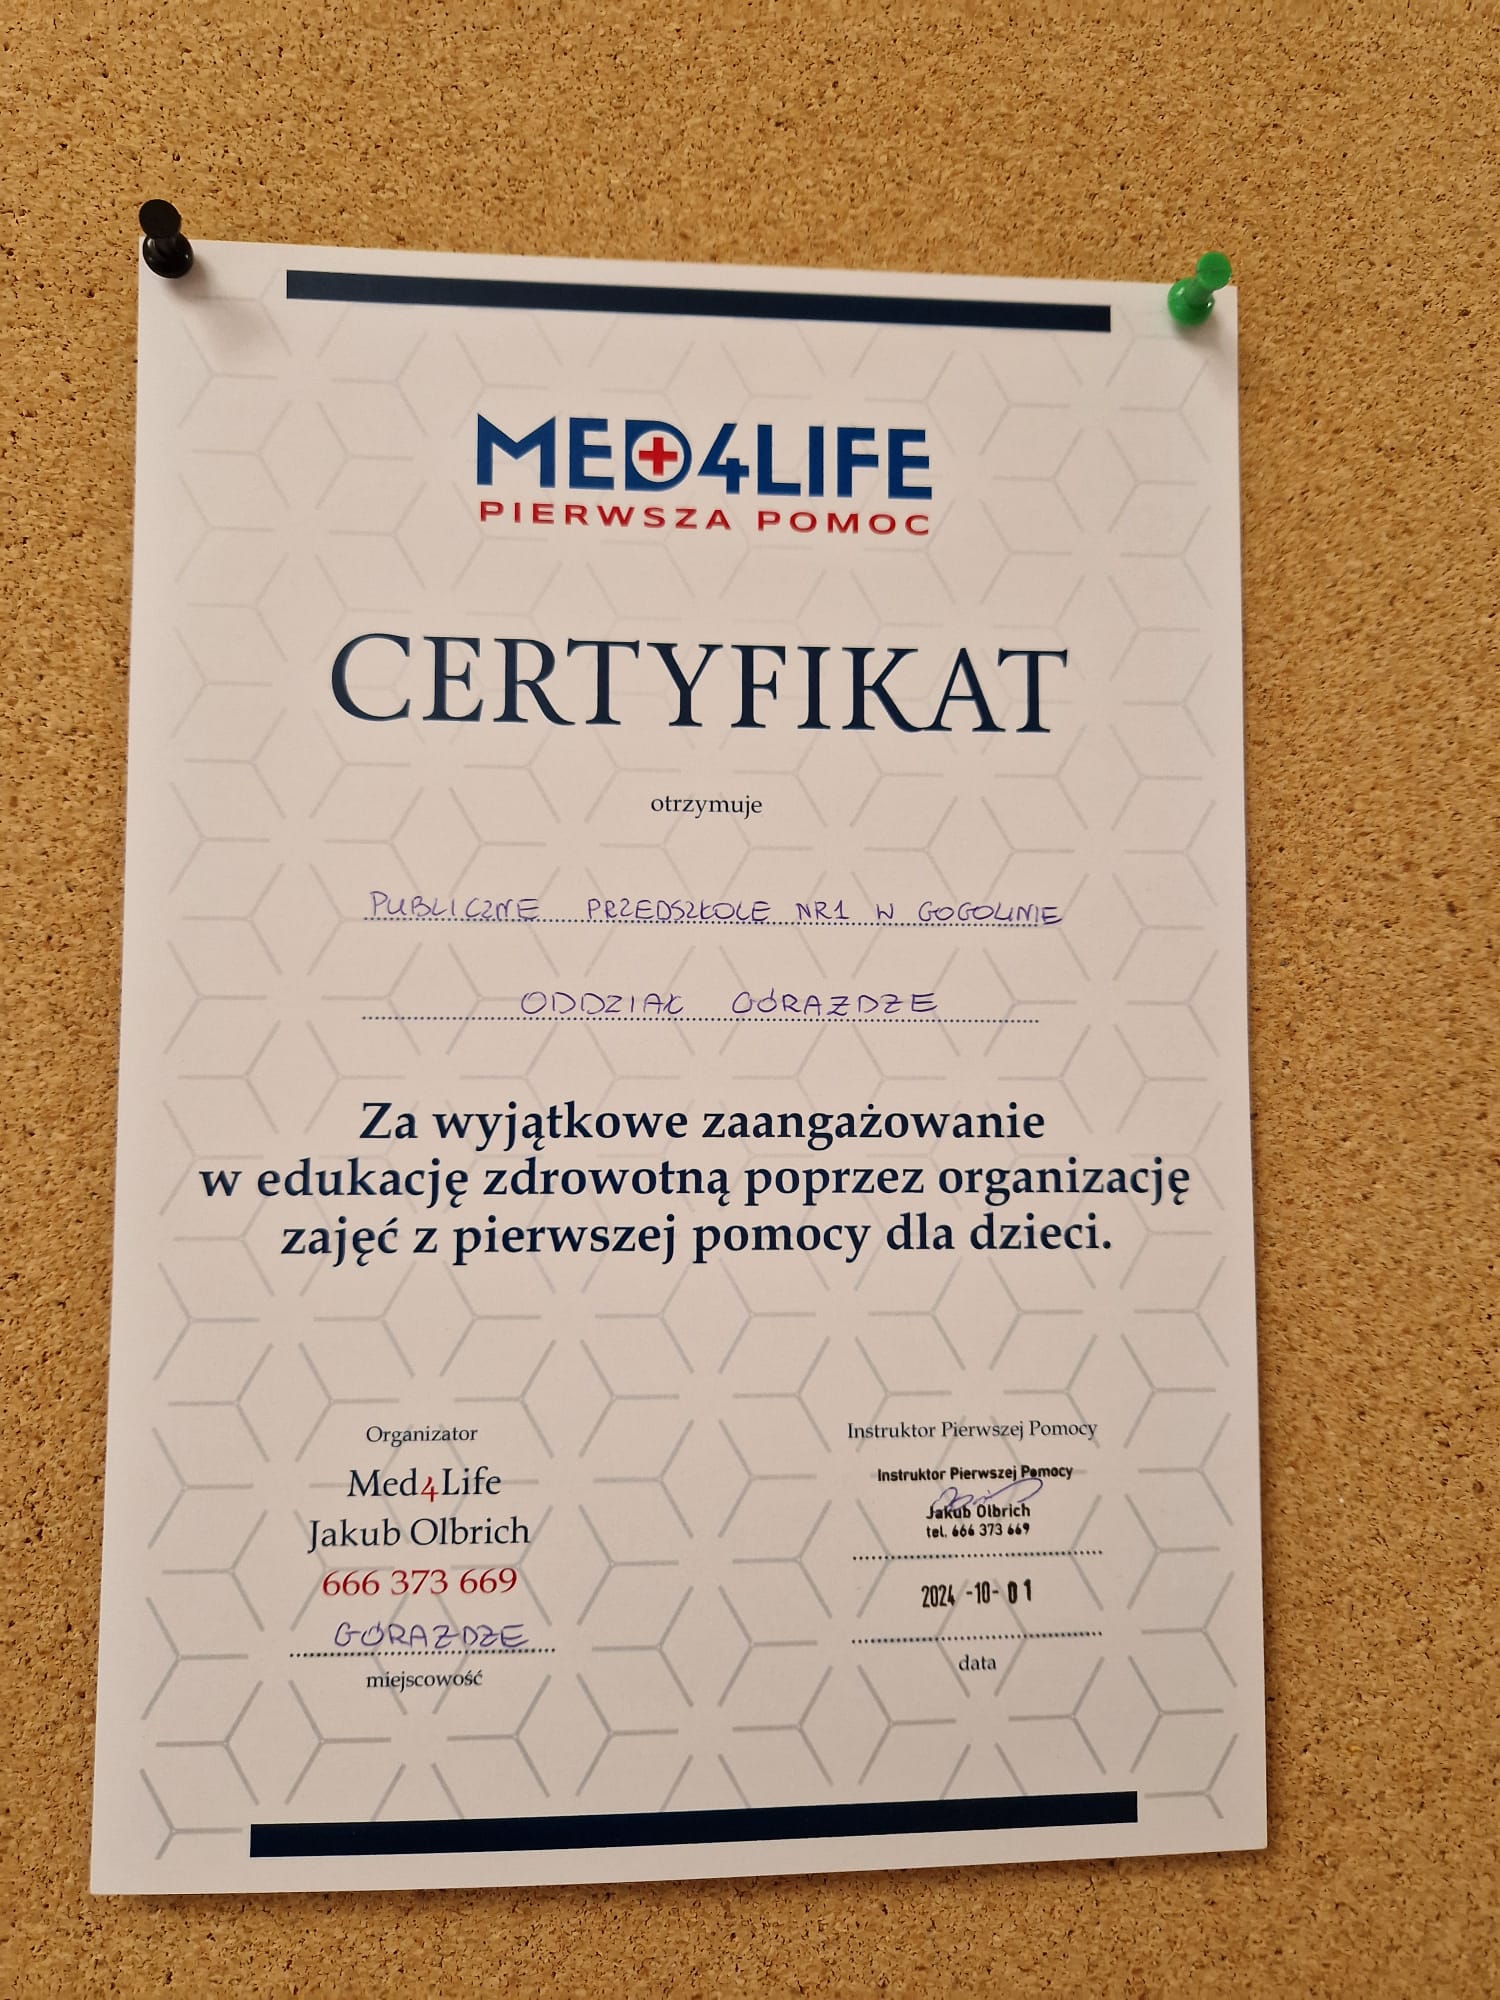 MED4LIFE
PIERWSZA POMOC
CERTYFIKAT
otrzymuje
PUBLICZNE PRZEDSZKOLE NR1 W GOGOLINIE
ODDZIAŁ GÓRAŻDŻE
Za wyjątkowe zaangażowanie
w edukację zdrowotną poprzez organizację
zajęć z pierwszej pomocy dla dzieci.
Organizator
Med4Life
Jakub Olbrich
666 373 669
GÓRAŻDŻE
miejscowość
Instruktor Pierwszej Pomocy
Instruktor Pierwszej Pomocy
Jakub Olbrich
tel. 666 373 669
2024 -10- 01
data